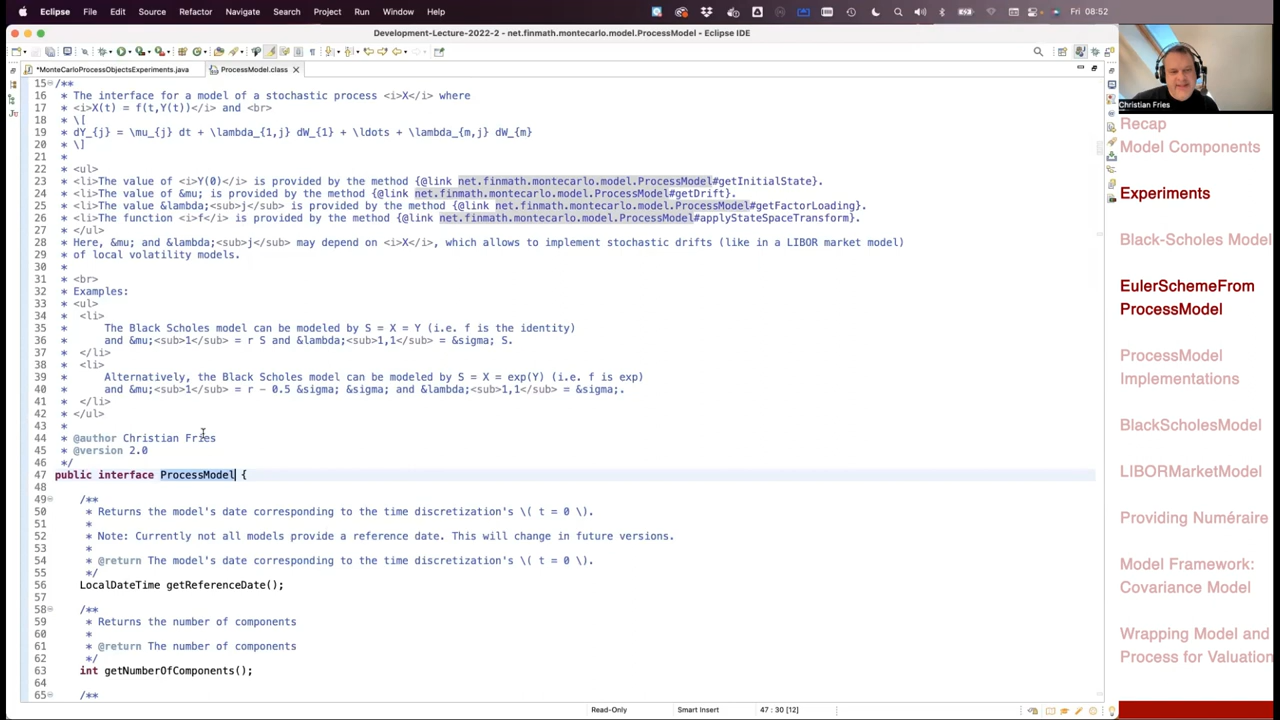 Eclipse File Edit Source Refactor Navigate Search Project Run Window Help Fri 08:52
Development-Lecture-2022-2 - net.finmath.montecarlo.model.ProcessModel - Eclipse IDE
*MonteCarloProcessObjectsExperiments.java ProcessModel.class
15 /**
16 * The interface for a model of a stochastic process <i>X</i> where
17 * <i>X(t) = f(t,Y(t))</i> and <br>
18 * \[
19 * dY_{j} = \mu_{j} dt + \lambda_{1,j} dW_{1} + \ldots + \lambda_{m,j} dW_{m}
20 * \]
21 *
22 * <ul>
23 * <li>The value of <i>Y(0)</i> is provided by the method {@link net.finmath.montecarlo.model.ProcessModel#getInitialState}.
24 * <li>The value of &mu; is provided by the method {@link net.finmath.montecarlo.model.ProcessModel#getDrift}.
25 * <li>The value &lambda;<sub>j</sub> is provided by the method {@link net.finmath.montecarlo.model.ProcessModel#getFactorLoading}.
26 * <li>The function <i>f</i> is provided by the method {@link net.finmath.montecarlo.model.ProcessModel#applyStateSpaceTransform}.
27 * </ul>
28 * Here, &mu; and &lambda;<sub>j</sub> may depend on <i>X</i>, which allows to implement stochastic drifts (like in a LIBOR market model)
29 * of local volatility models.
30 *
31 * <br>
32 * Examples:
33 * <ul>
34 * <li>
35 * The Black Scholes model can be modeled by S = X = Y (i.e. f is the identity)
36 * and &mu;<sub>1</sub> = r S and &lambda;<sub>1,1</sub> = &sigma; S.
37 * </li>
38 * <li>
39 * Alternatively, the Black Scholes model can be modeled by S = X = exp(Y) (i.e. f is exp)
40 * and &mu;<sub>1</sub> = r - 0.5 &sigma; &sigma; and &lambda;<sub>1,1</sub> = &sigma;.
41 * </li>
42 * </ul>
43 *
44 * @author Christian Fries
45 * @version 2.0
46 */
47 public interface ProcessModel {
48
49 /**
50 * Returns the model's date corresponding to the time discretization's \( t = 0 \).
51 *
52 * Note: Currently not all models provide a reference date. This will change in future versions.
53 *
54 * @return The model's date corresponding to the time discretization's \( t = 0 \).
55 */
56 LocalDateTime getReferenceDate();
57
58 /**
59 * Returns the number of components
60 *
61 * @return The number of components
62 */
63 int getNumberOfComponents();
64
65 /**
Read-Only Smart Insert 47 : 30 [12]
Christian Fries
Recap
Model Components
Experiments
Black-Scholes Model
EulerSchemeFrom
ProcessModel
ProcessModel
Implementations
BlackScholesModel
LIBORMarketModel
Providing Numéraire
Model Framework:
Covariance Model
Wrapping Model and
Process for Valuation